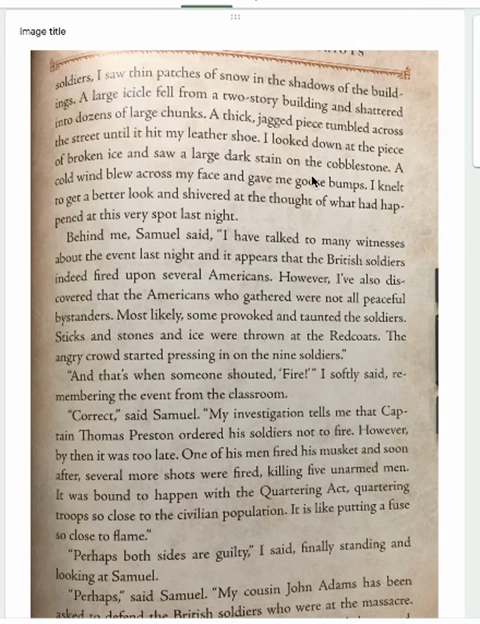 Image title
soldiers, I saw thin patches of snow in the shadows of the build-
ings. A large icicle fell from a two-story building and shattered
into dozens of large chunks. A thick, jagged piece tumbled across
the street until it hit my leather shoe. I looked down at the piece
of broken ice and saw a large dark stain on the cobblestone. A
cold wind blew across my face and gave me goose bumps. I knelt
to get a better look and shivered at the thought of what had hap-
pened at this very spot last night.
Behind me, Samuel said, “I have talked to many witnesses
about the event last night and it appears that the British soldiers
indeed fired upon several Americans. However, I’ve also dis-
covered that the Americans who gathered were not all peaceful
bystanders. Most likely, some provoked and taunted the soldiers.
Sticks and stones and ice were thrown at the Redcoats. The
angry crowd started pressing in on the nine soldiers.”
“And that’s when someone shouted, ‘Fire!’” I softly said, re-
membering the event from the classroom.
“Correct,” said Samuel. “My investigation tells me that Cap-
tain Thomas Preston ordered his soldiers not to fire. However,
by then it was too late. One of his men fired his musket and soon
after, several more shots were fired, killing five unarmed men.
It was bound to happen with the Quartering Act, quartering
troops so close to the civilian population. It is like putting a fuse
so close to flame.”
“Perhaps both sides are guilty,” I said, finally standing and
looking at Samuel.
“Perhaps,” said Samuel. “My cousin John Adams has been
asked to defend the British soldiers who were at the massacre.